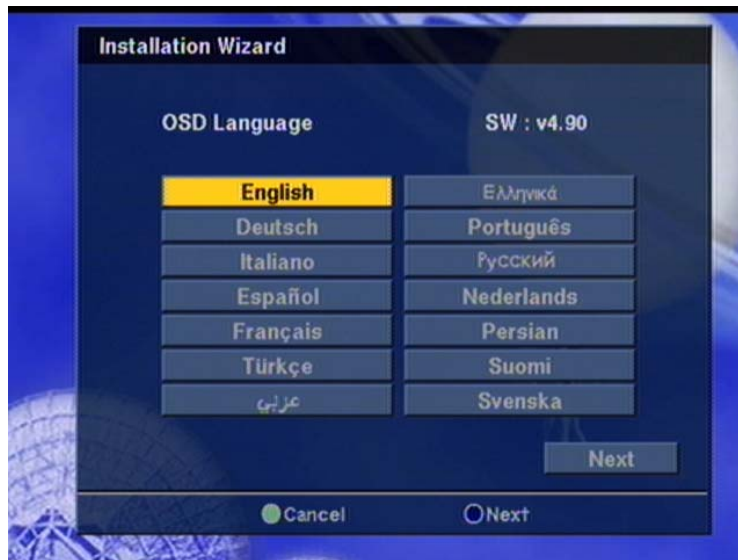 Installation Wizard
OSD Language SW : v4.90
English Ελληνικά
Deutsch Português
Italiano Русский
Español Nederlands
Français Persian
Türkçe Suomi
عربي Svenska
Next
Cancel Next